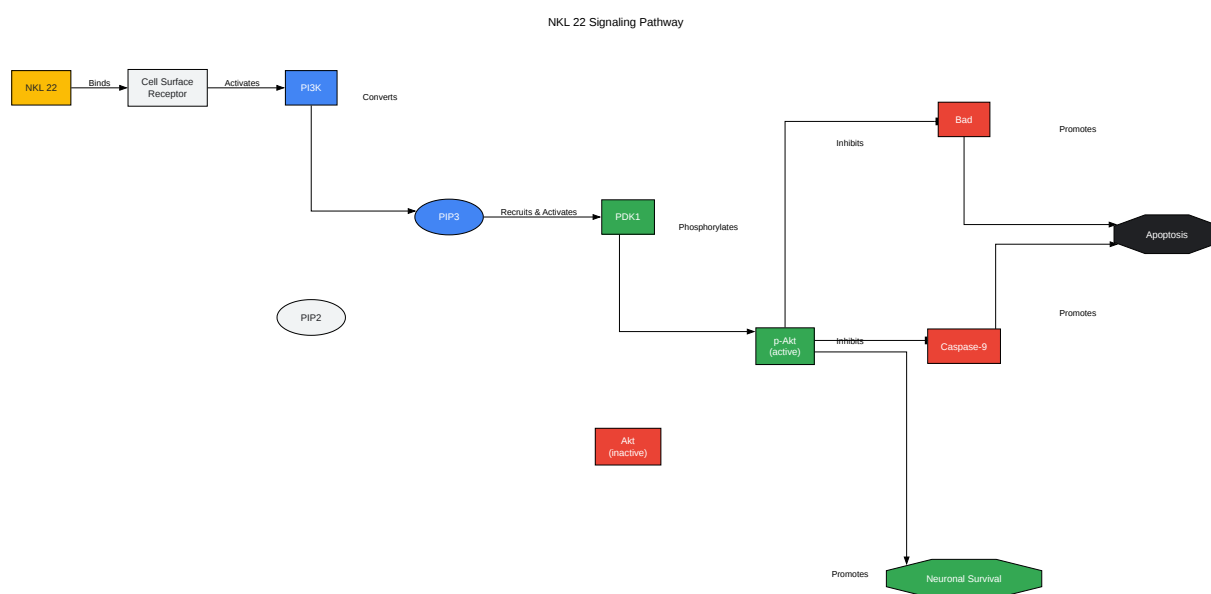 NKL 22 Signaling Pathway
NKL 22
Binds
Cell Surface
Receptor
Activates
PI3K
Converts
Bad
Promotes
Inhibits
PIP3
Recruits & Activates
PDK1
Phosphorylates
Apoptosis
PIP2
Promotes
p-Akt
(active)
Inhibits
Caspase-9
Akt
(inactive)
Promotes
Neuronal Survival